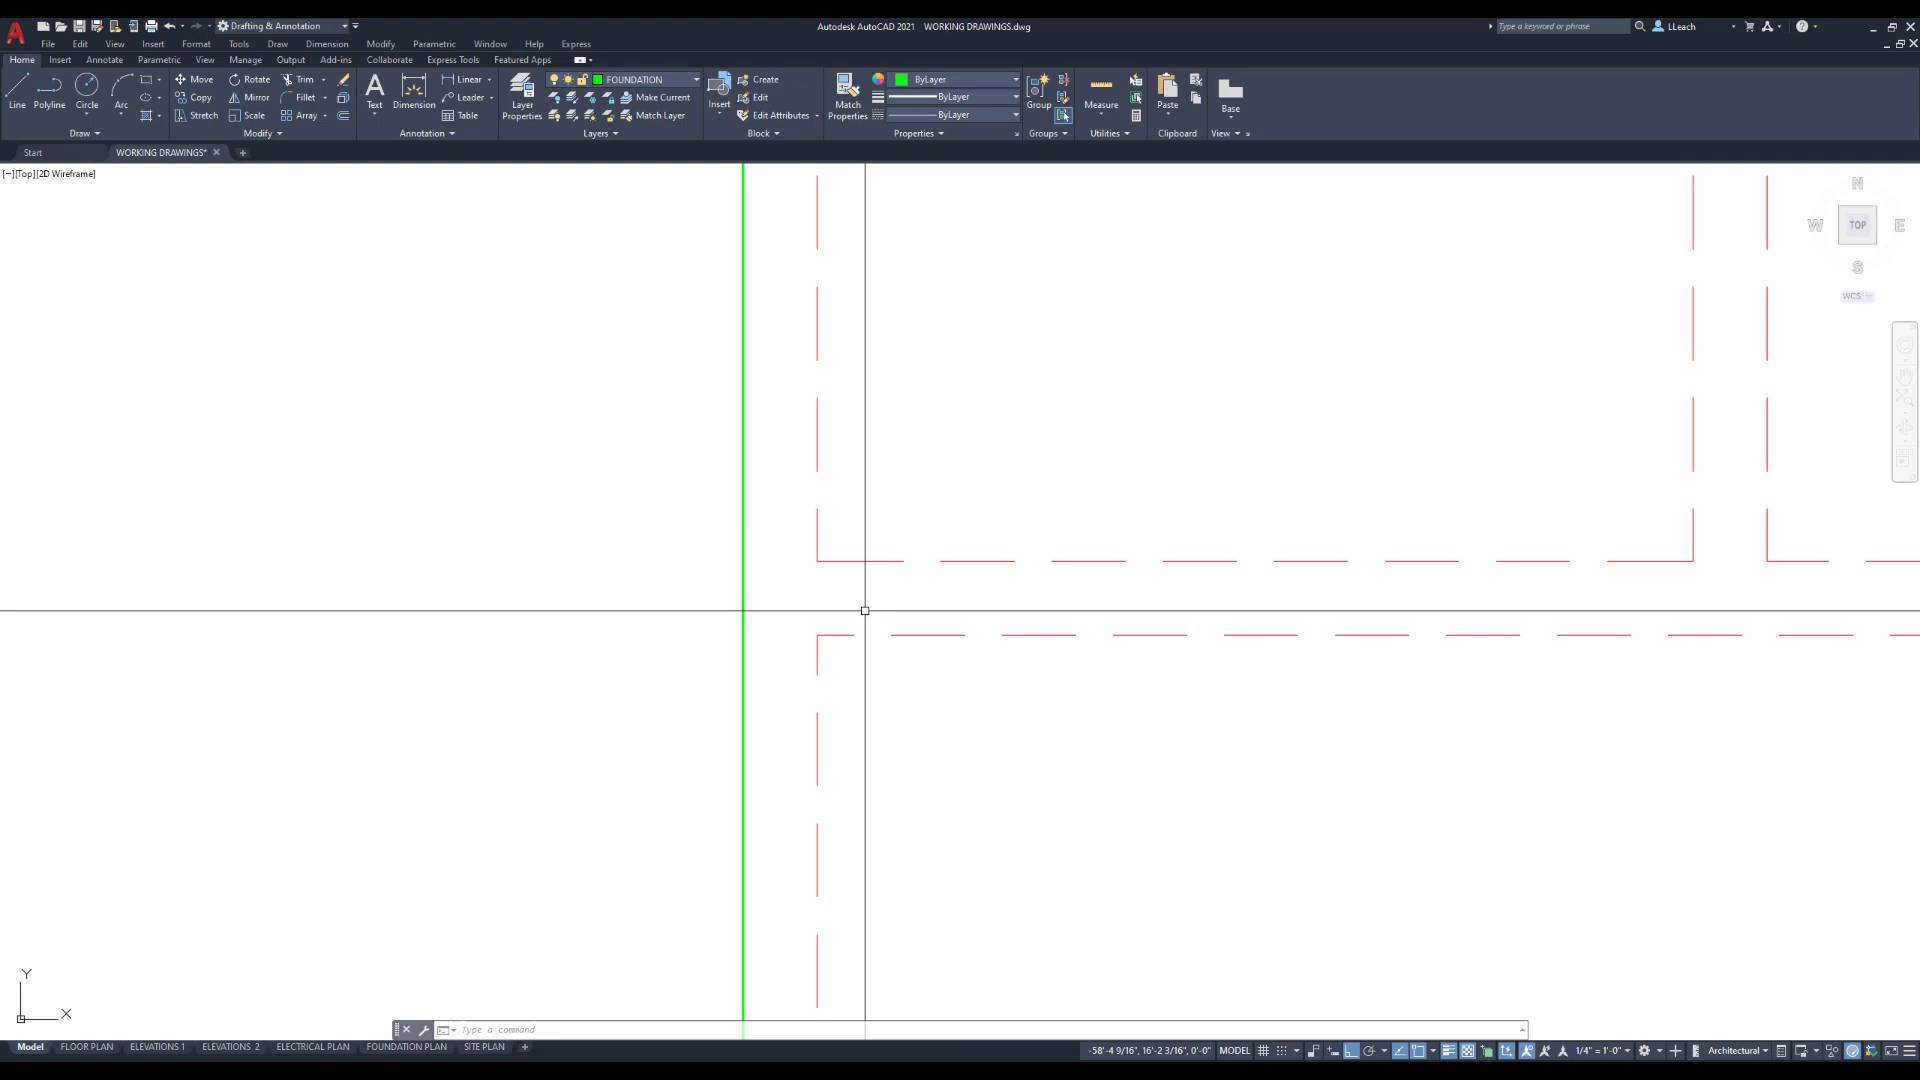 Drafting & Annotation
Autodesk AutoCAD 2021 WORKING DRAWINGS.dwg
Type a keyword or phrase
LLeach
File Edit View Insert Format Tools Draw Dimension Modify Parametric Window Help Express
Home Insert Annotate Parametric View Manage Output Add-ins Collaborate Express Tools Featured Apps
Line Polyline Circle Arc
Move Rotate Trim
Copy Mirror Fillet
Stretch Scale Array
Text Dimension
Linear
Leader
Table
Layer Properties
FOUNDATION
Make Current
Match Layer
Insert
Create
Edit
Edit Attributes
Match Properties
ByLayer
ByLayer
ByLayer
Group
Measure
Paste
Base
Draw Modify Annotation Layers Block Properties Groups Utilities Clipboard View
Start WORKING DRAWINGS*
[−][Top][2D Wireframe]
N
W TOP E
S
WCS
Y
X
Type a command
Model FLOOR PLAN ELEVATIONS 1 ELEVATIONS 2 ELECTRICAL PLAN FOUNDATION PLAN SITE PLAN
-58'-4 9/16", 16'-2 3/16", 0'-0" MODEL 1/4" = 1'-0" Architectural